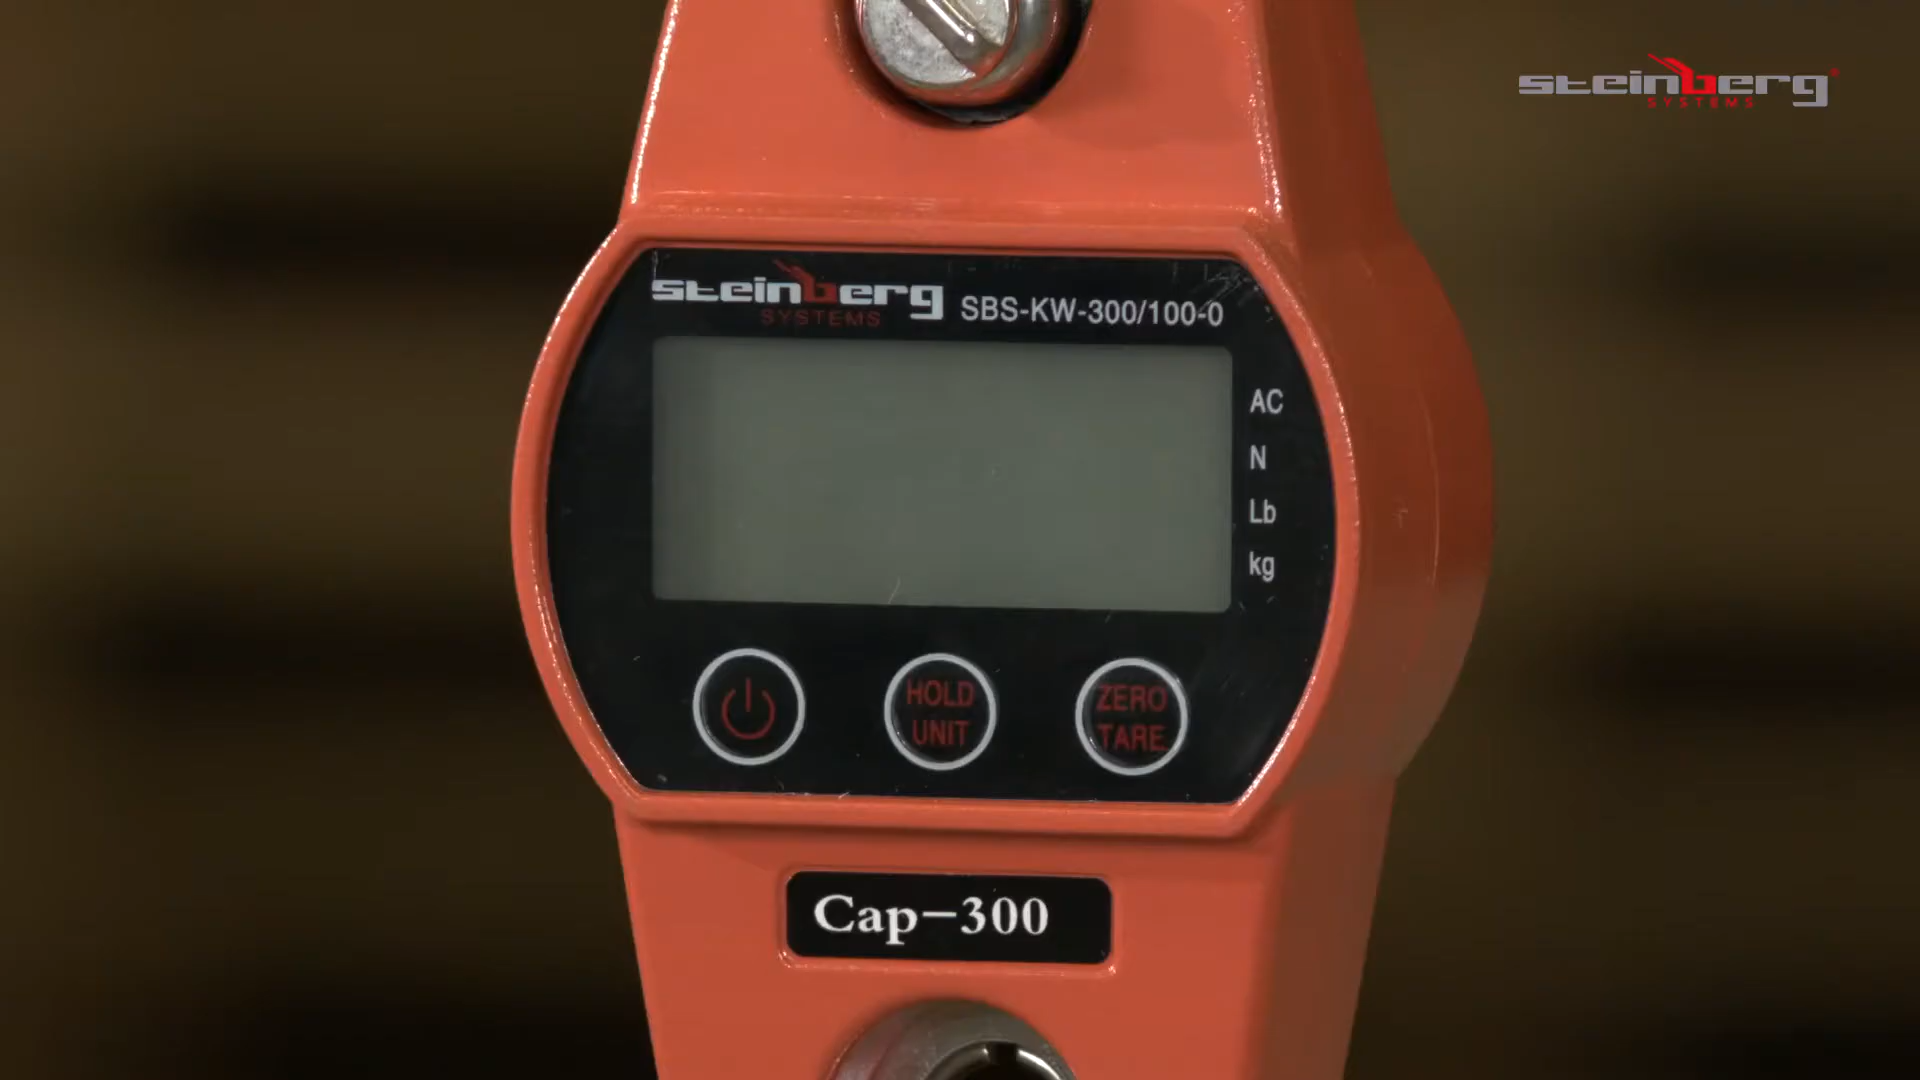 steinberg
SYSTEMS
steinberg
SYSTEMS
SBS-KW-300/100-0
AC
N
Lb
kg
HOLD
UNIT
ZERO
TARE
Cap-300